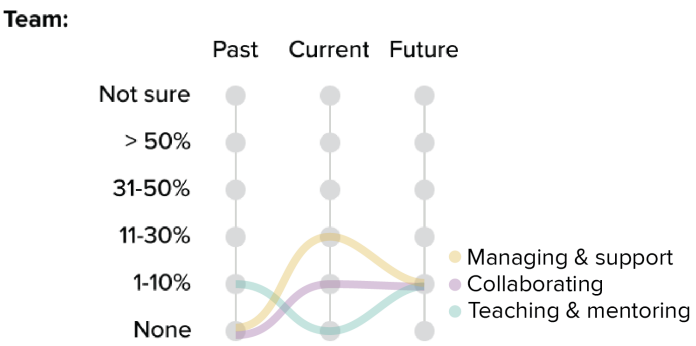 Team:
Past Current Future
Not sure
> 50%
31-50%
11-30%
1-10%
None
Managing & support
Collaborating
Teaching & mentoring